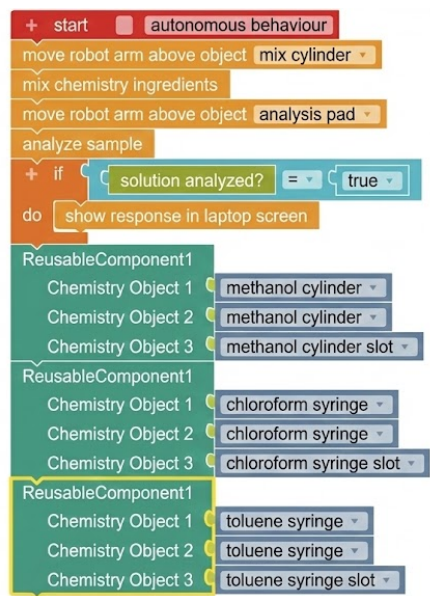 + start autonomous behaviour
move robot arm above object mix cylinder
mix chemistry ingredients
move robot arm above object analysis pad
analyze sample
+ if solution analyzed? = true
do show response in laptop screen
ReusableComponent1
Chemistry Object 1 methanol cylinder
Chemistry Object 2 methanol cylinder
Chemistry Object 3 methanol cylinder slot
ReusableComponent1
Chemistry Object 1 chloroform syringe
Chemistry Object 2 chloroform syringe
Chemistry Object 3 chloroform syringe slot
ReusableComponent1
Chemistry Object 1 toluene syringe
Chemistry Object 2 toluene syringe
Chemistry Object 3 toluene syringe slot